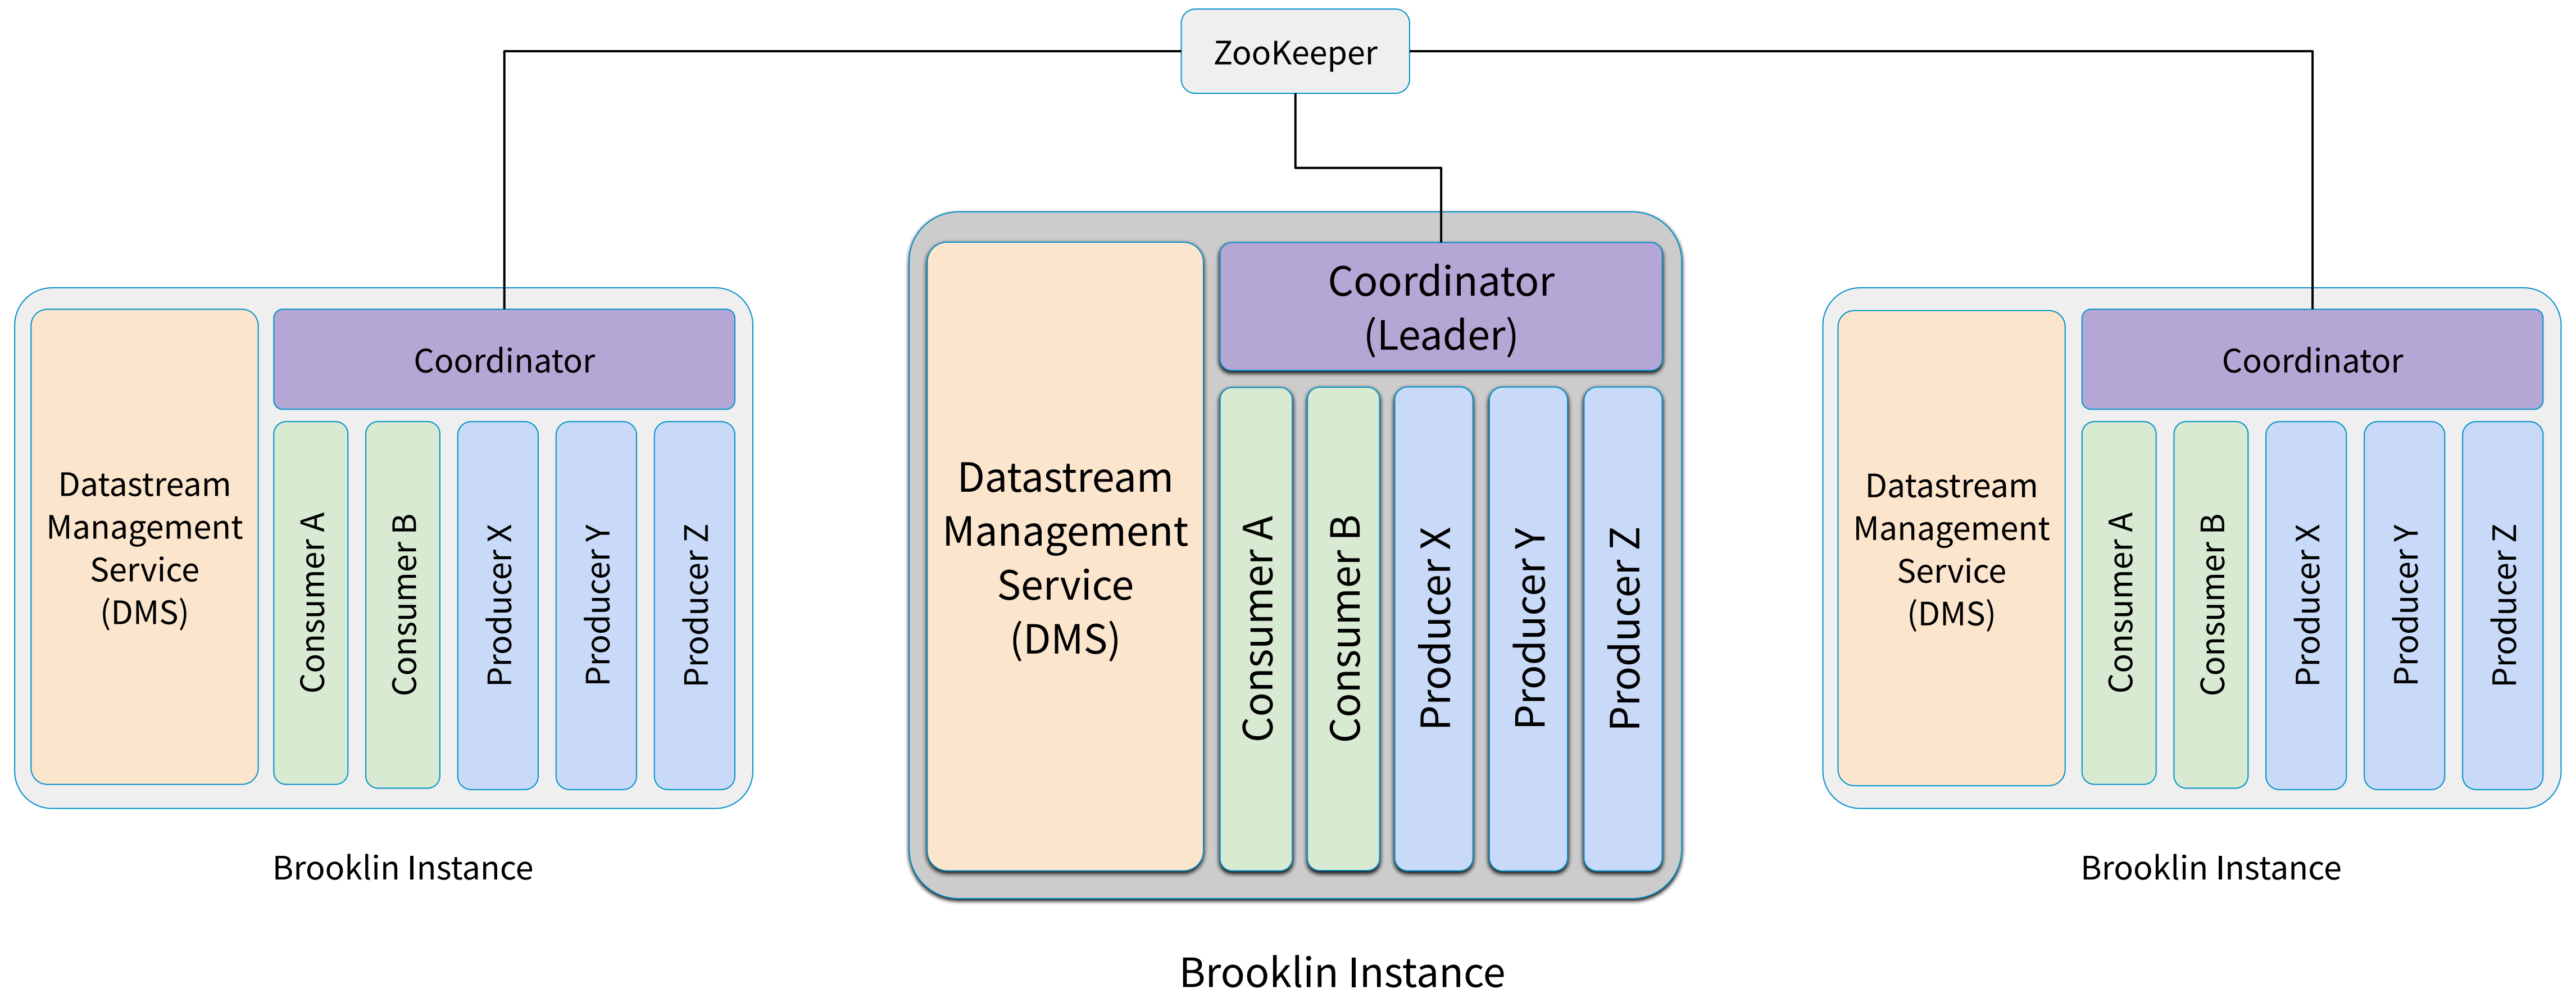 ZooKeeper
Datastream
Management
Service
(DMS)
Coordinator
Consumer A
Consumer B
Producer X
Producer Y
Producer Z
Brooklin Instance
Datastream
Management
Service
(DMS)
Coordinator
(Leader)
Consumer A
Consumer B
Producer X
Producer Y
Producer Z
Brooklin Instance
Datastream
Management
Service
(DMS)
Coordinator
Consumer A
Consumer B
Producer X
Producer Y
Producer Z
Brooklin Instance